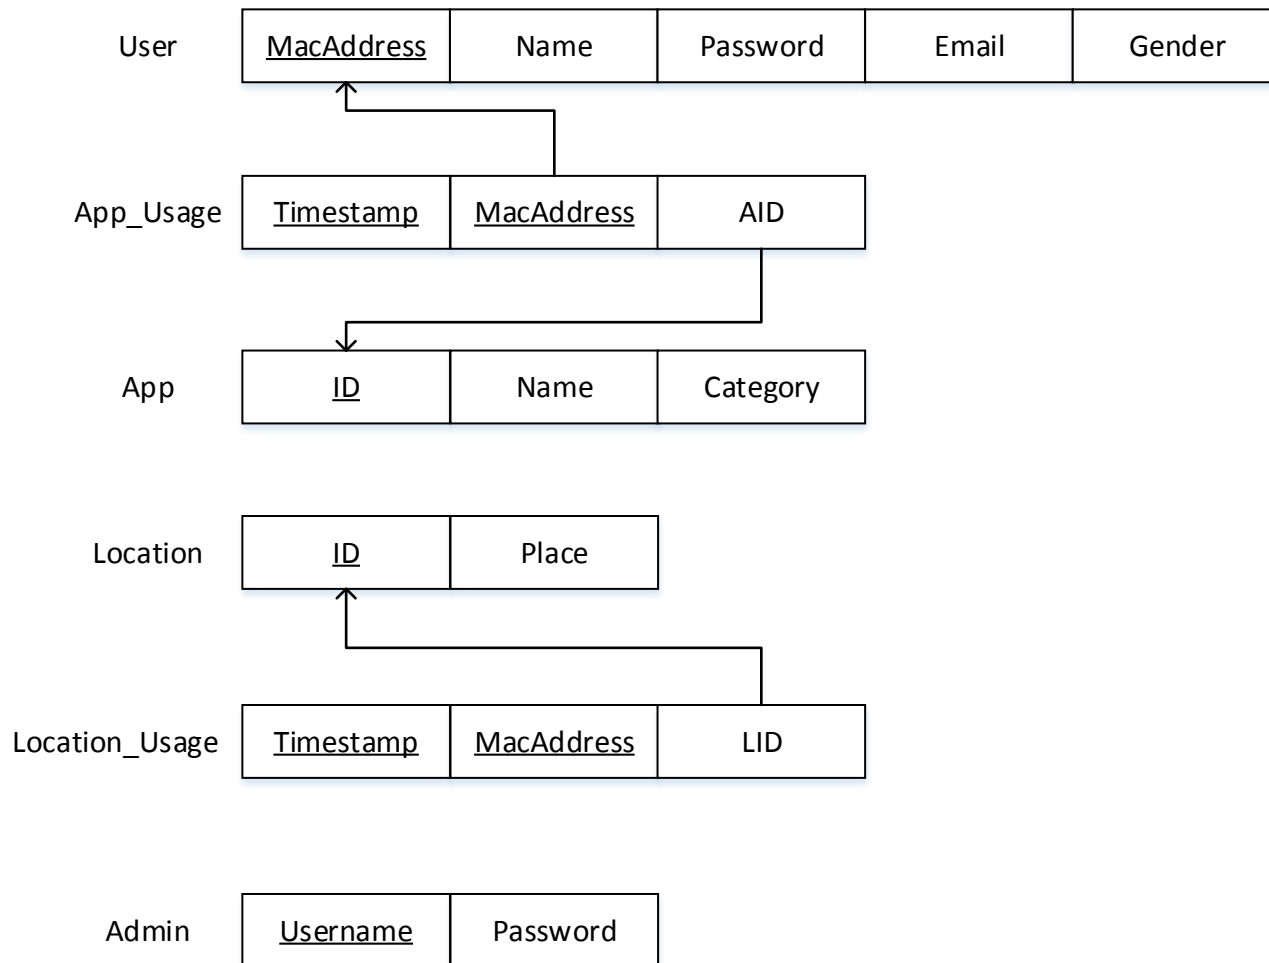 User MacAddress Name Password Email Gender
App_Usage Timestamp MacAddress AID
App ID Name Category
Location ID Place
Location_Usage Timestamp MacAddress LID
Admin Username Password